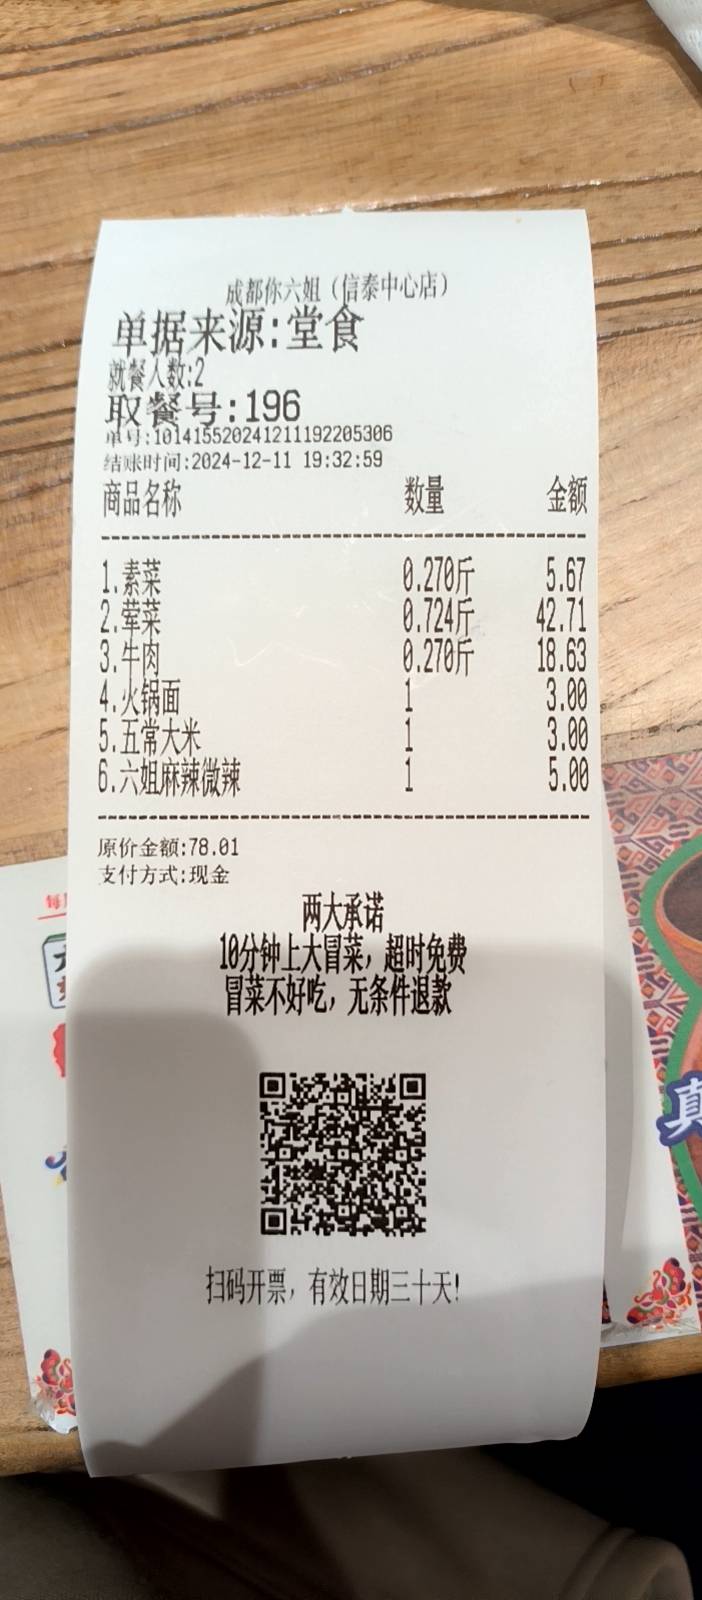 成都你六姐（信泰中心店）
单据来源:堂食
就餐人数:2
取餐号:196
单号:101415520241211192205306
结账时间:2024-12-11 19:32:59
商品名称 数量 金额
1.素菜 0.270斤 5.67
2.荤菜 0.724斤 42.71
3.牛肉 0.270斤 18.63
4.火锅面 1 3.00
5.五常大米 1 3.00
6.六姐麻辣微辣 1 5.00
原价金额:78.01
支付方式:现金
两大承诺
10分钟上大冒菜，超时免费
冒菜不好吃，无条件退款
扫码开票，有效日期三十天!
每
真